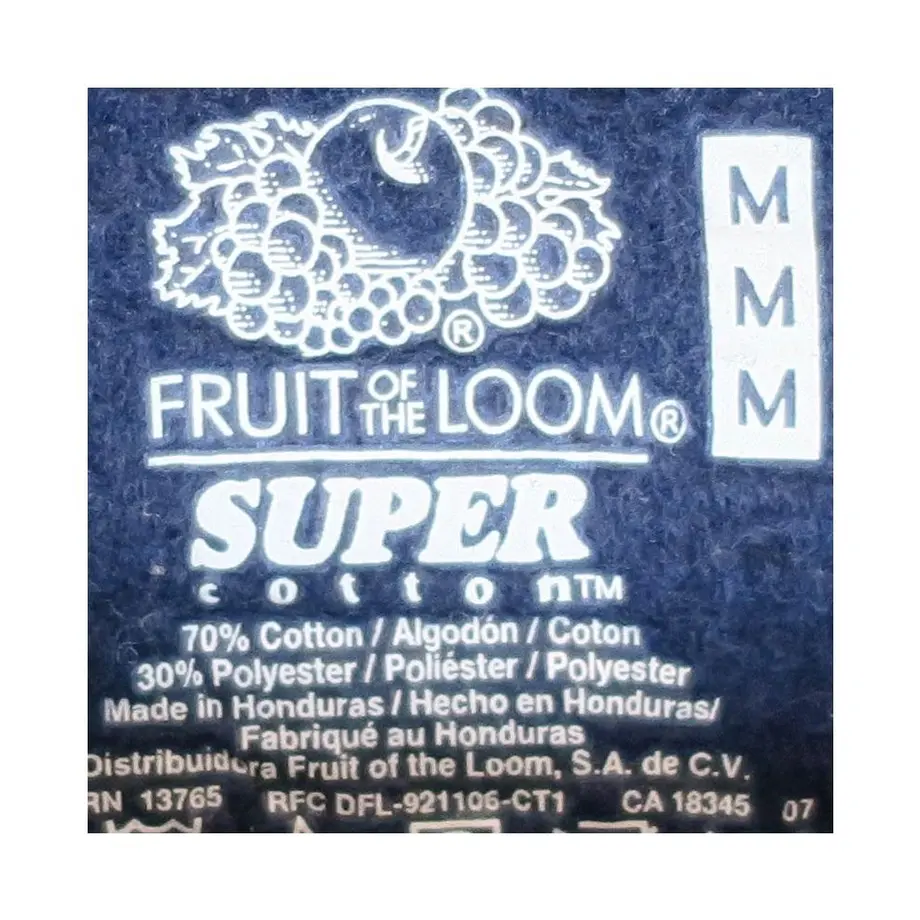 ®
FRUIT OF THE LOOM®
M
M
M
SUPER
cotton™
70% Cotton / Algodón / Coton
30% Polyester / Poliéster / Polyester
Made in Honduras / Hecho en Honduras/
Fabriqué au Honduras
Distribuidora Fruit of the Loom, S.A. de C.V.
RN 13765 RFC DFL-921106-CT1 CA 18345 07